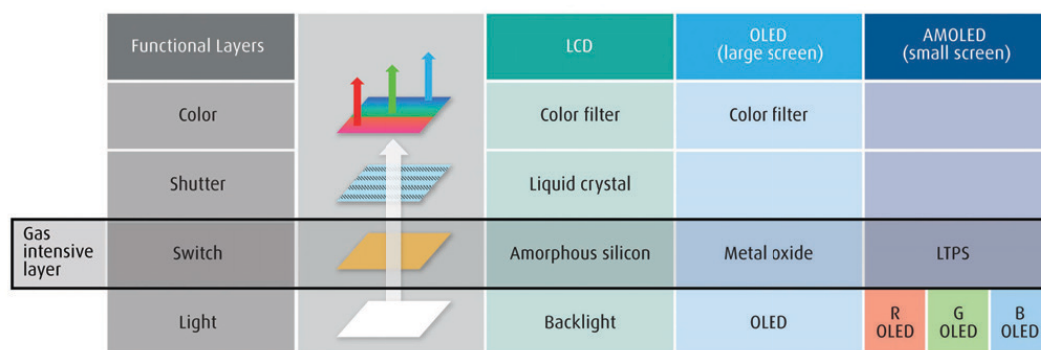 Functional Layers
LCD
OLED
(large screen)
AMOLED
(small screen)
Color
Color filter
Color filter
Shutter
Liquid crystal
Gas
intensive
layer
Switch
Amorphous silicon
Metal oxide
LTPS
Light
Backlight
OLED
R
OLED
G
OLED
B
OLED